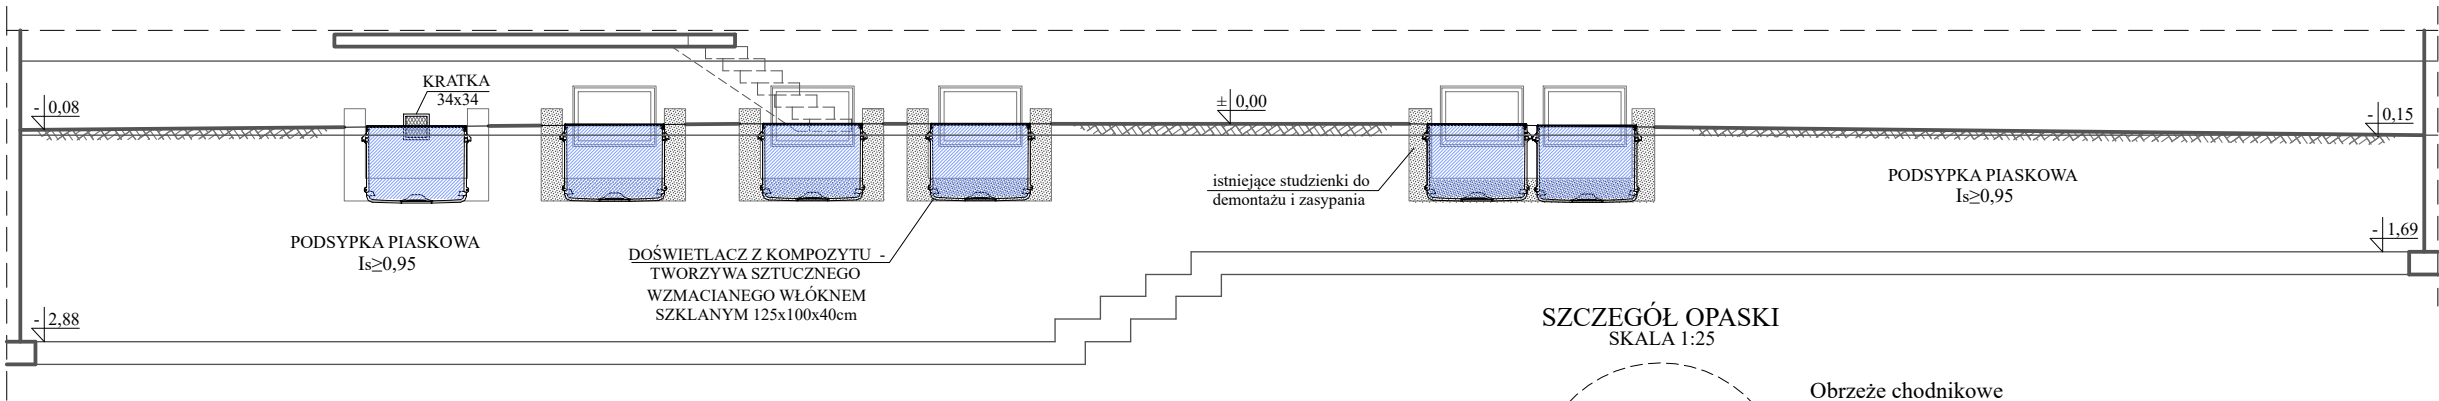 KRATKA
34x34
- 0,08
± 0,00
- 0,15
istniejące studzienki do
demontażu i zasypania
PODSYPKA PIASKOWA
Is≥0,95
PODSYPKA PIASKOWA
Is≥0,95
DOŚWIETLACZ Z KOMPOZYTU -
TWORZYWA SZTUCZNEGO
WZMACIANEGO WŁÓKNEM
SZKLANYM 125x100x40cm
- 1,69
- 2,88
SZCZEGÓŁ OPASKI
SKALA 1:25
Obrzeże chodnikowe